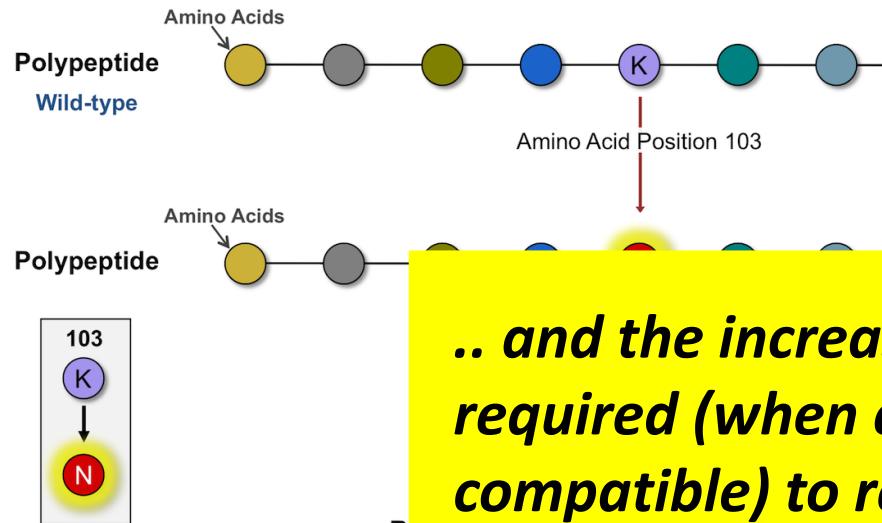 Amino Acids
Polypeptide
K
Wild-type
Amino Acid Position 103
Amino Acids
Polypeptide
103
K
N
.. and the increa
required (when
compatible) to